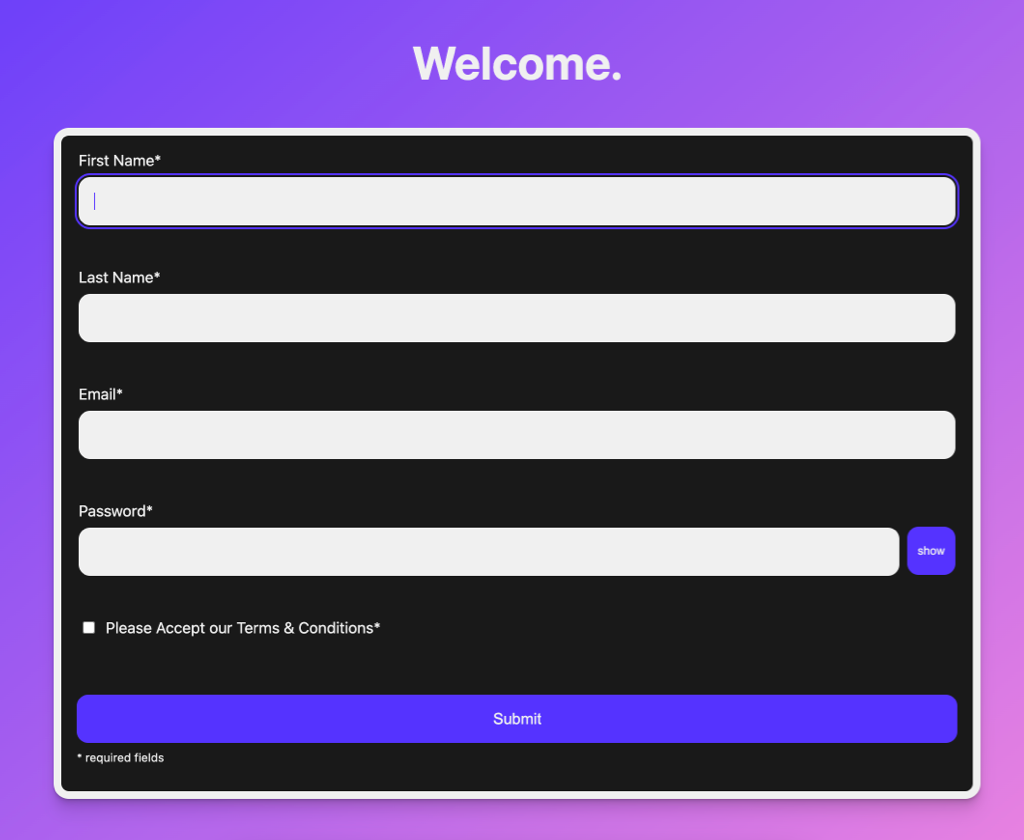 Welcome.
First Name*
Last Name*
Email*
Password*
show
Please Accept our Terms & Conditions*
Submit
* required fields